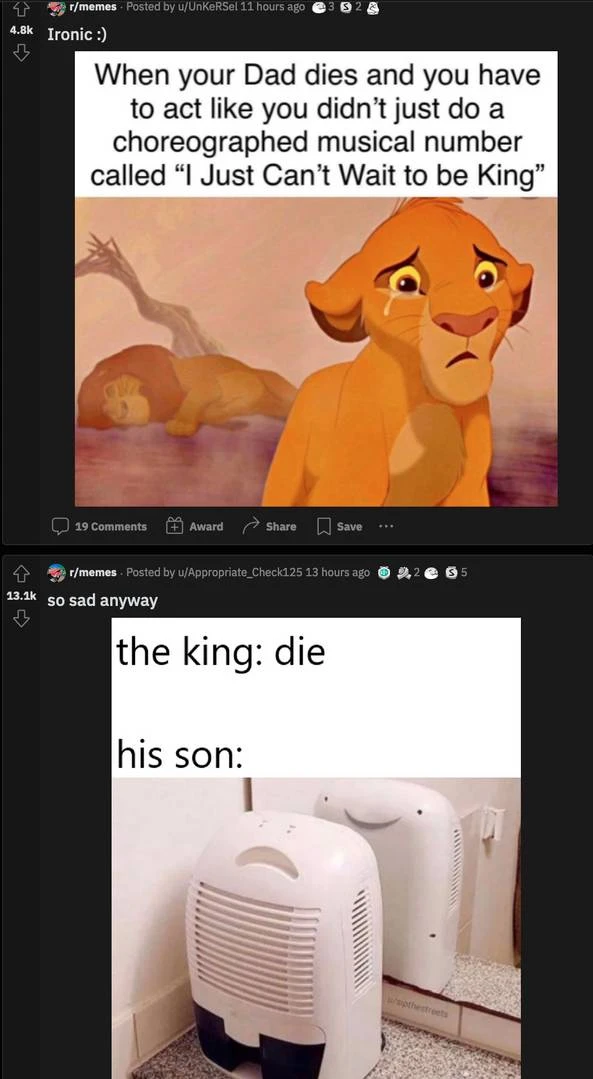 r/memes · Posted by u/UnKeRSel 11 hours ago 3 2
4.8k
Ironic :)
When your Dad dies and you have
to act like you didn't just do a
choreographed musical number
called “I Just Can't Wait to be King”
19 Comments Award Share Save ...
r/memes · Posted by u/Appropriate_Check125 13 hours ago 2 5
13.1k
so sad anyway
the king: die
his son:
u/sipthestreets